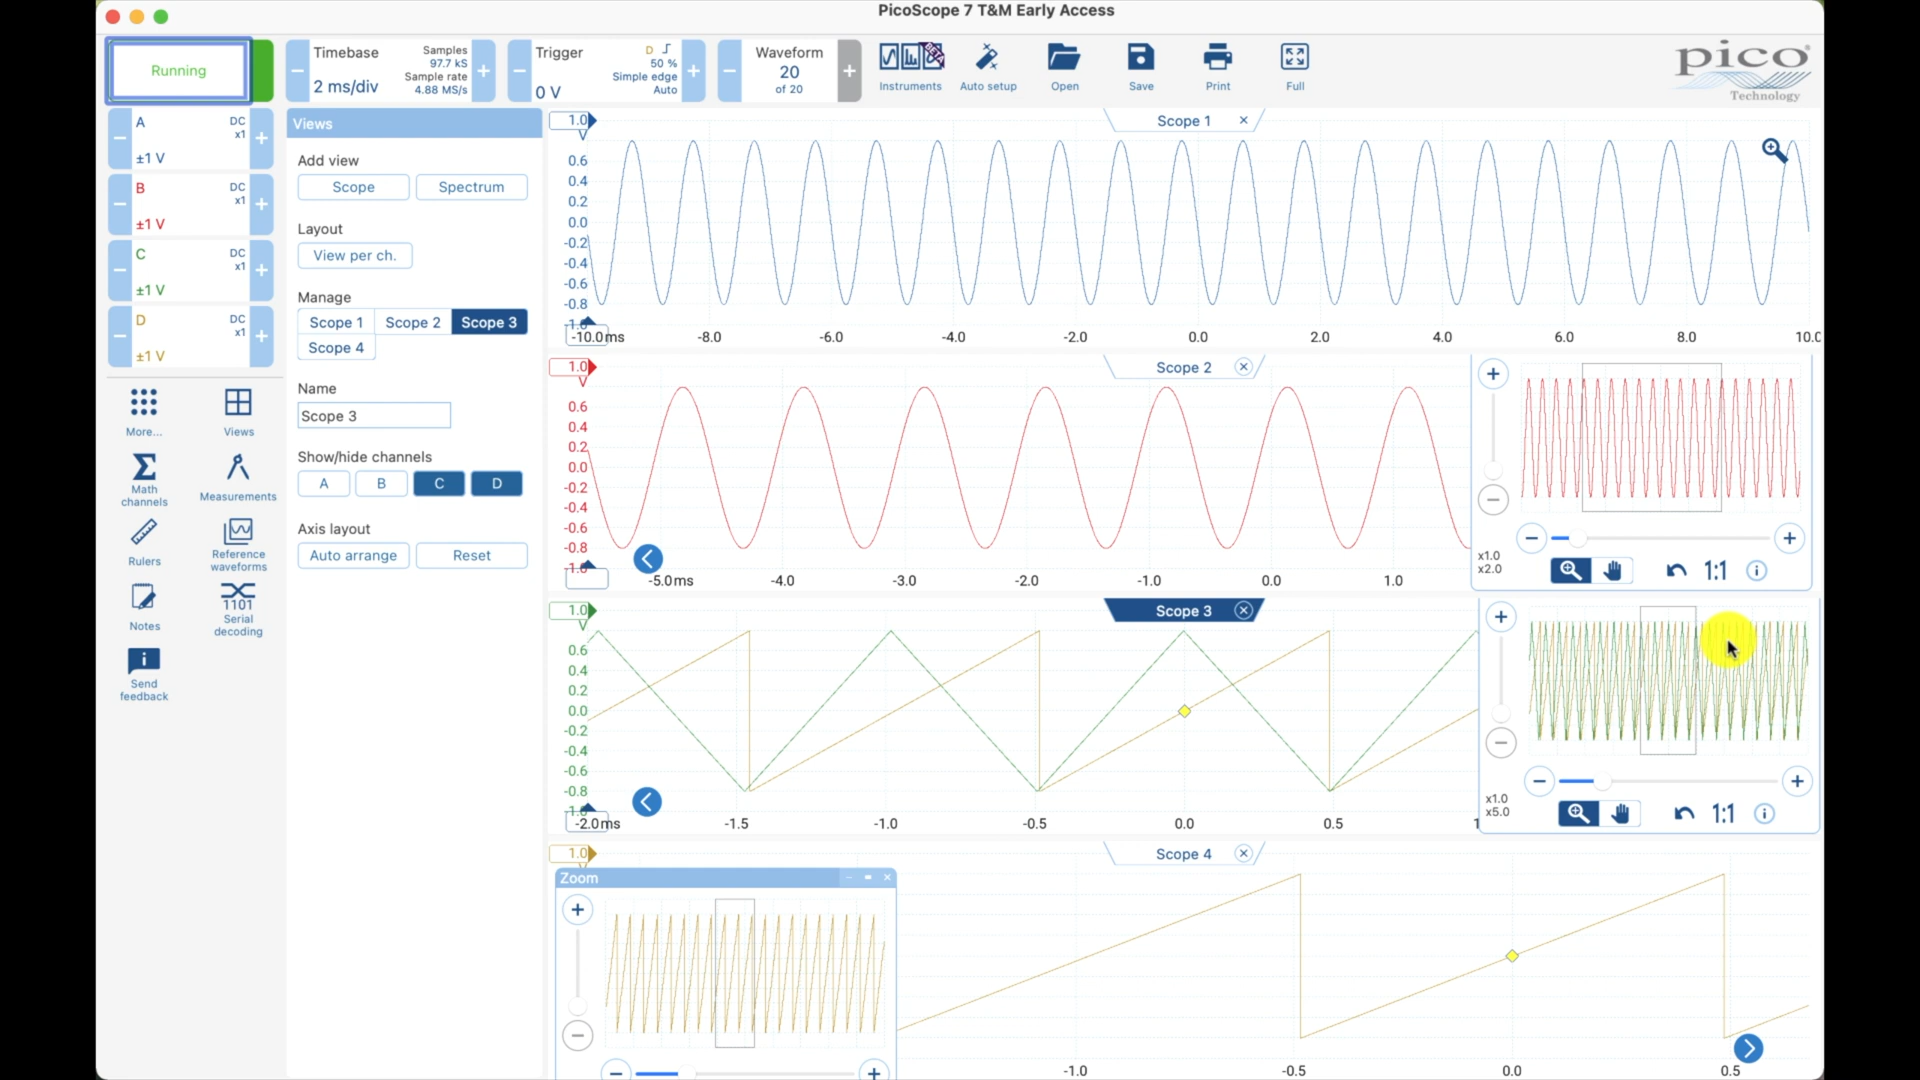 PicoScope 7 T&M Early Access
Running
Timebase
2 ms/div
Samples
97.7 kS
Sample rate
4.88 MS/s
Trigger
0 V
D
50 %
Simple edge
Auto
Waveform
20
of 20
BETA
Instruments
Auto setup
Open
Save
Print
Full
pico
Technology
A DC
x1
±1 V
B DC
x1
±1 V
C DC
x1
±1 V
D DC
x1
±1 V
More...
Views
Math
channels
Measurements
Rulers
Reference
waveforms
Notes
1101
Serial
decoding
Send
feedback
Views
Add view
Scope Spectrum
Layout
View per ch.
Manage
Scope 1 Scope 2 Scope 3
Scope 4
Name
Scope 3
Show/hide channels
A B C D
Axis layout
Auto arrange Reset
Scope 1
1.0
V
0.6
0.4
0.2
0.0
-0.2
-0.4
-0.6
-0.8
-1.0
-10.0ms -8.0 -6.0 -4.0 -2.0 0.0 2.0 4.0 6.0 8.0 10.0
Scope 2
1.0
V
0.6
0.4
0.2
0.0
-0.2
-0.4
-0.6
-0.8
-1.0
-5.0ms -4.0 -3.0 -2.0 -1.0 0.0 1.0
x1.0
x2.0
1:1
Scope 3
1.0
V
0.6
0.4
0.2
0.0
-0.2
-0.4
-0.6
-0.8
-1.0
-2.0ms -1.5 -1.0 -0.5 0.0 0.5
x1.0
x5.0
1:1
Scope 4
1.0
Zoom
-1.0 -0.5 0.0 0.5